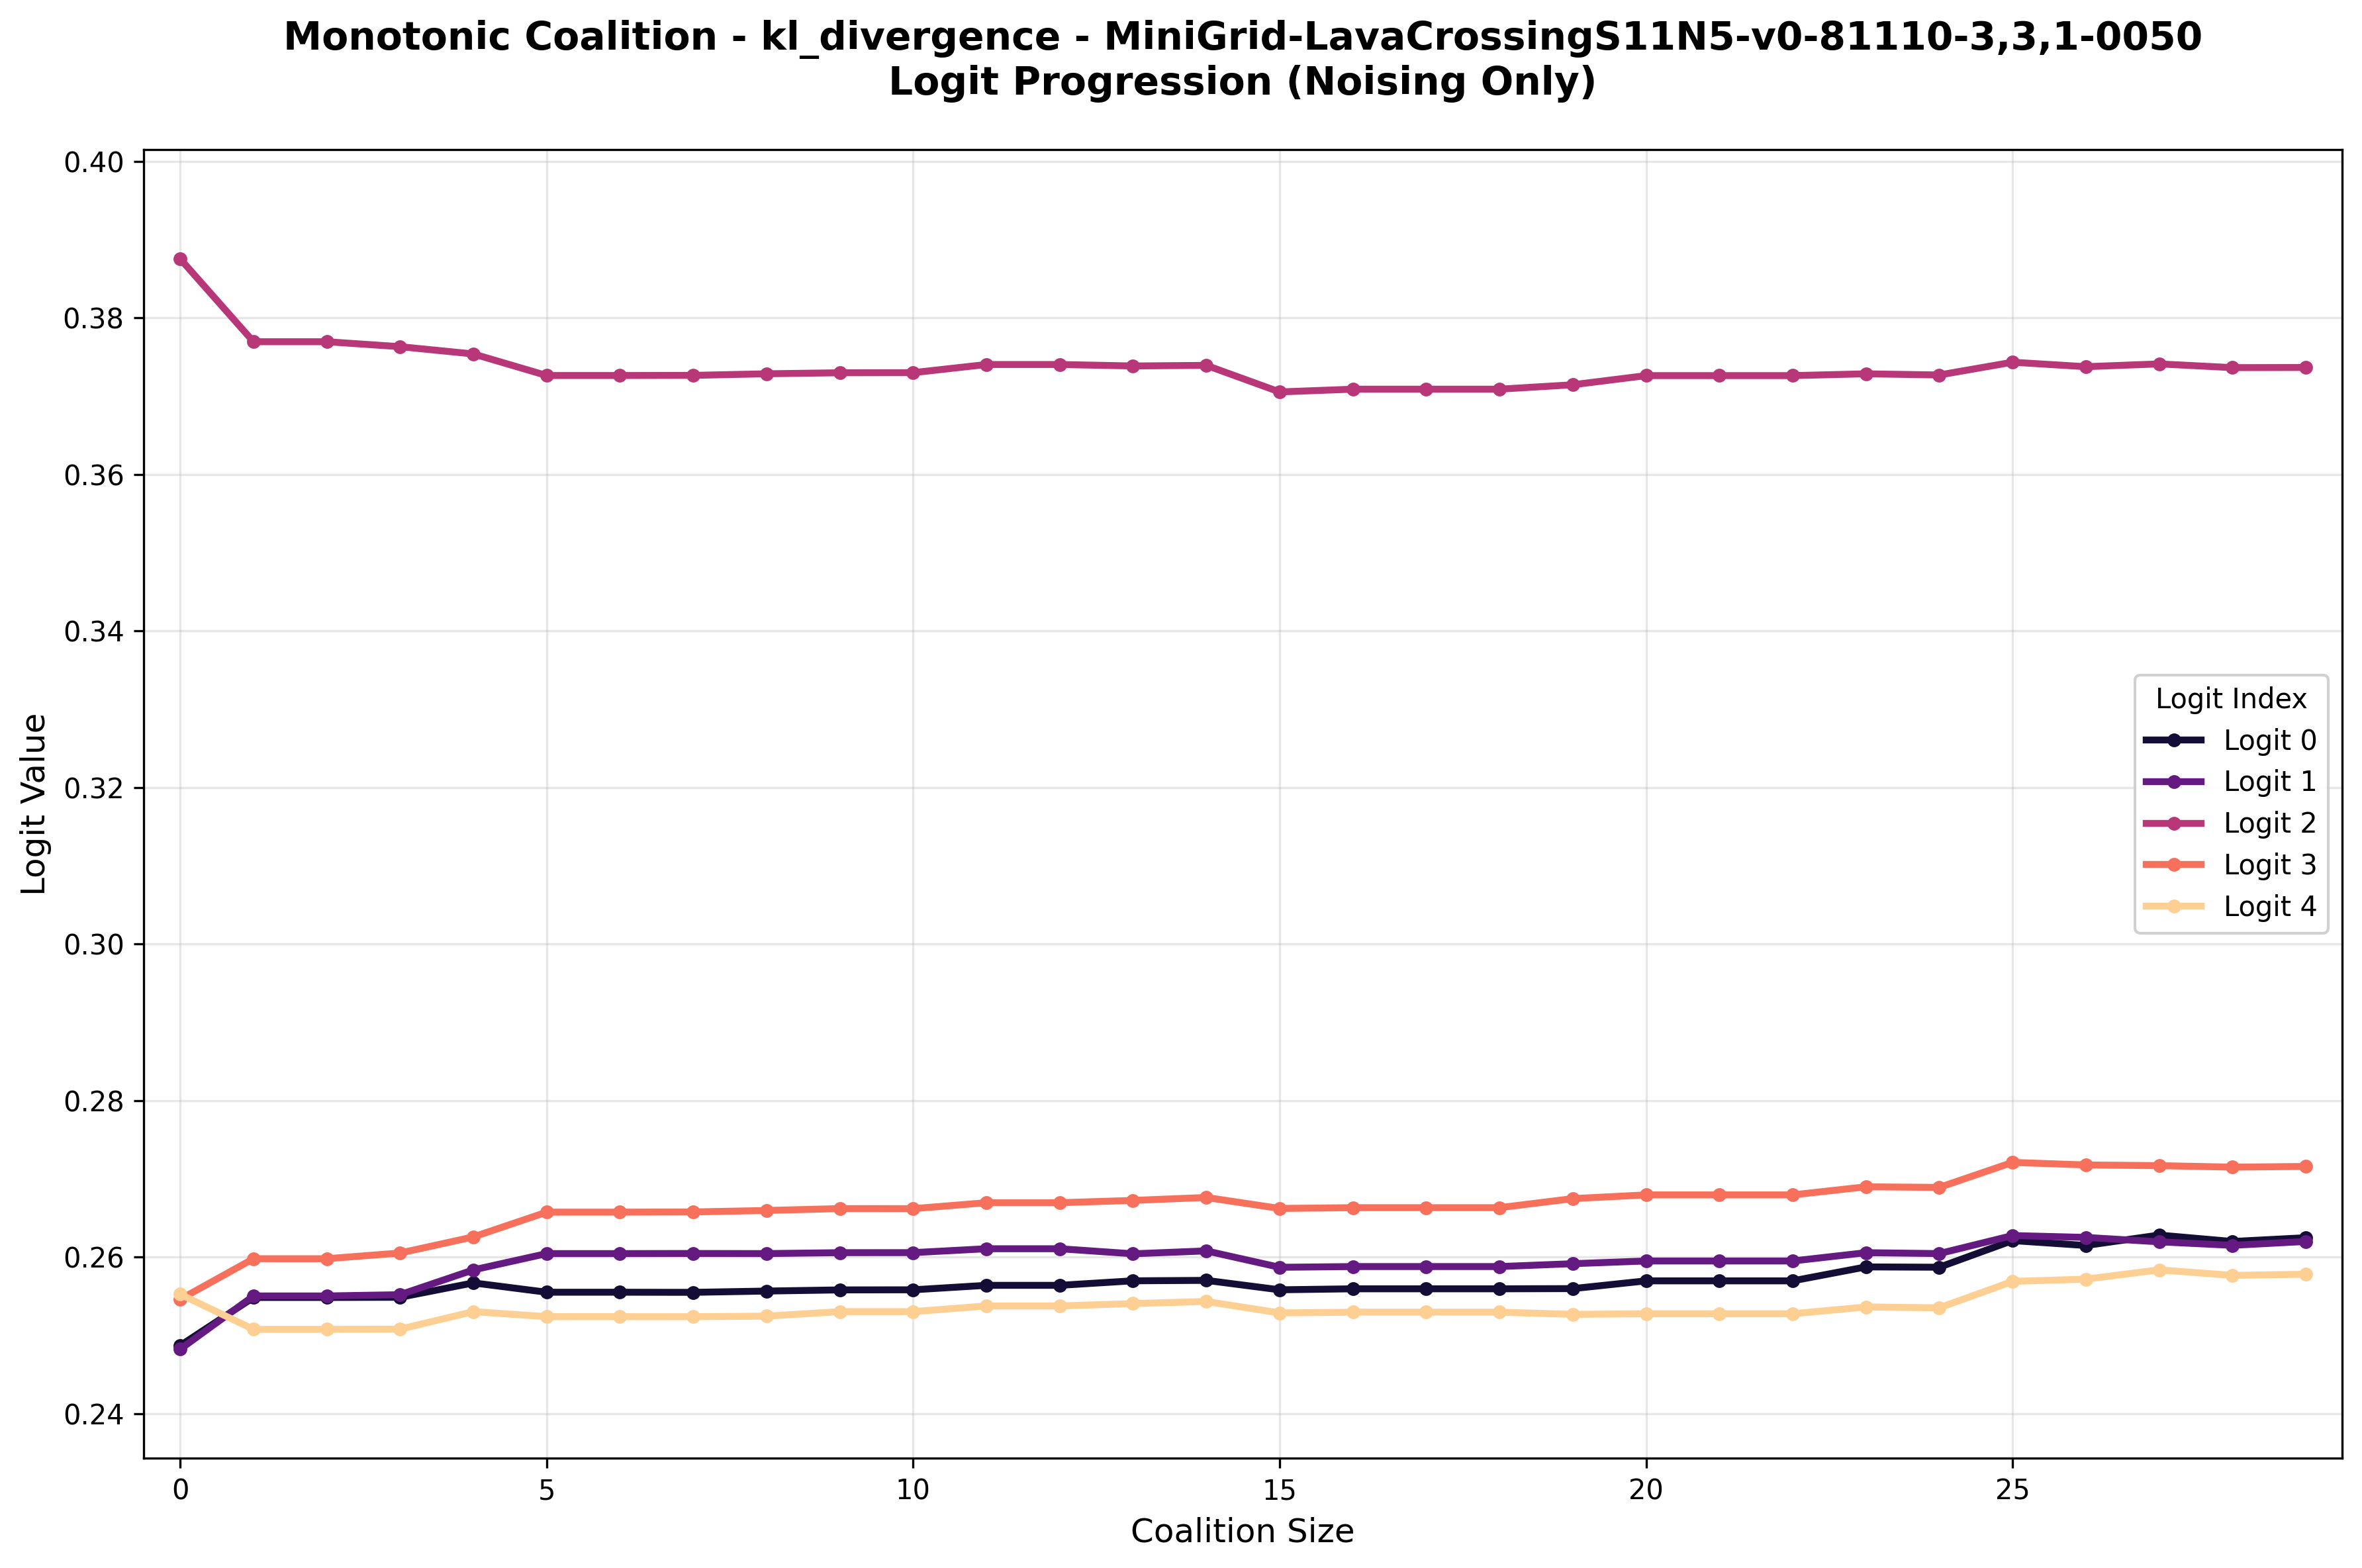 Monotonic Coalition - kl_divergence - MiniGrid-LavaCrossingS11N5-v0-81110-3,3,1-0050
Logit Progression (Noising Only)
0.40
0.38
0.36
0.34
0.32
0.30
0.28
0.26
0.24
Logit Value
Logit Index
Logit 0
Logit 1
Logit 2
Logit 3
Logit 4
0 5 10 15 20 25
Coalition Size